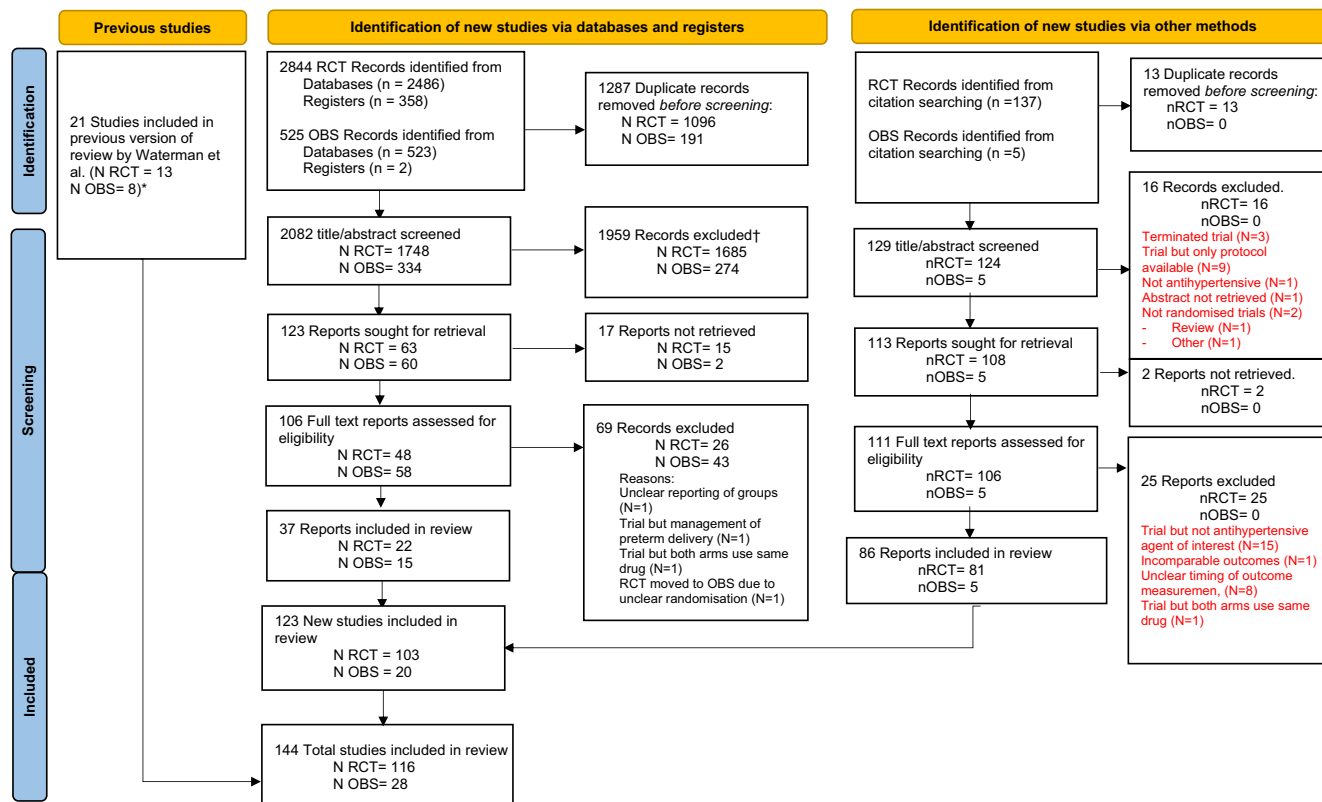 Previous studies
Identification of new studies via databases and registers
Identification of new studies via other methods
Identification
Screening
Included
21 Studies included in
previous version of
review by Waterman et
al. (N RCT = 13
N OBS= 8)*
2844 RCT Records identified from
Databases (n = 2486)
Registers (n = 358)
525 OBS Records identified from
Databases (n = 523)
Registers (n = 2)
1287 Duplicate records
removed before screening:
N RCT = 1096
N OBS = 191
2082 title/abstract screened
N RCT= 1748
N OBS = 334
1959 Records excluded†
N RCT = 1685
N OBS = 274
123 Reports sought for retrieval
N RCT = 63
N OBS = 60
17 Reports not retrieved
N RCT = 15
N OBS = 2
106 Full text reports assessed for
eligibility
N RCT= 48
N OBS= 58
69 Records excluded
N RCT = 26
N OBS = 43
Reasons:
Unclear reporting of groups
(N=1)
Trial but management of
preterm delivery (N=1)
Trial but both arms use same
drug (N=1)
RCT moved to OBS due to
unclear randomisation (N=1)
37 Reports included in review
N RCT = 22
N OBS = 15
123 New studies included in
review
N RCT = 103
N OBS = 20
144 Total studies included in review
N RCT= 116
N OBS= 28
RCT Records identified from
citation searching (n =137)
OBS Records identified from
citation searching (n =5)
13 Duplicate records
removed before screening:
nRCT = 13
nOBS= 0
129 title/abstract screened
nRCT= 124
nOBS= 5
16 Records excluded.
nRCT= 16
nOBS= 0
Terminated trial (N=3)
Trial but only protocol
available (N=9)
Not antihypertensive (N=1)
Abstract not retrieved (N=1)
Not randomised trials (N=2)
- Review (N=1)
- Other (N=1)
113 Reports sought for retrieval
nRCT = 108
nOBS= 5
2 Reports not retrieved.
nRCT = 2
nOBS= 0
111 Full text reports assessed for
eligibility
nRCT= 106
nOBS= 5
25 Reports excluded
nRCT= 25
nOBS= 0
Trial but not antihypertensive
agent of interest (N=15)
Incomparable outcomes (N=1)
Unclear timing of outcome
measuremen, (N=8)
Trial but both arms use same
drug (N=1)
86 Reports included in review
nRCT= 81
nOBS= 5